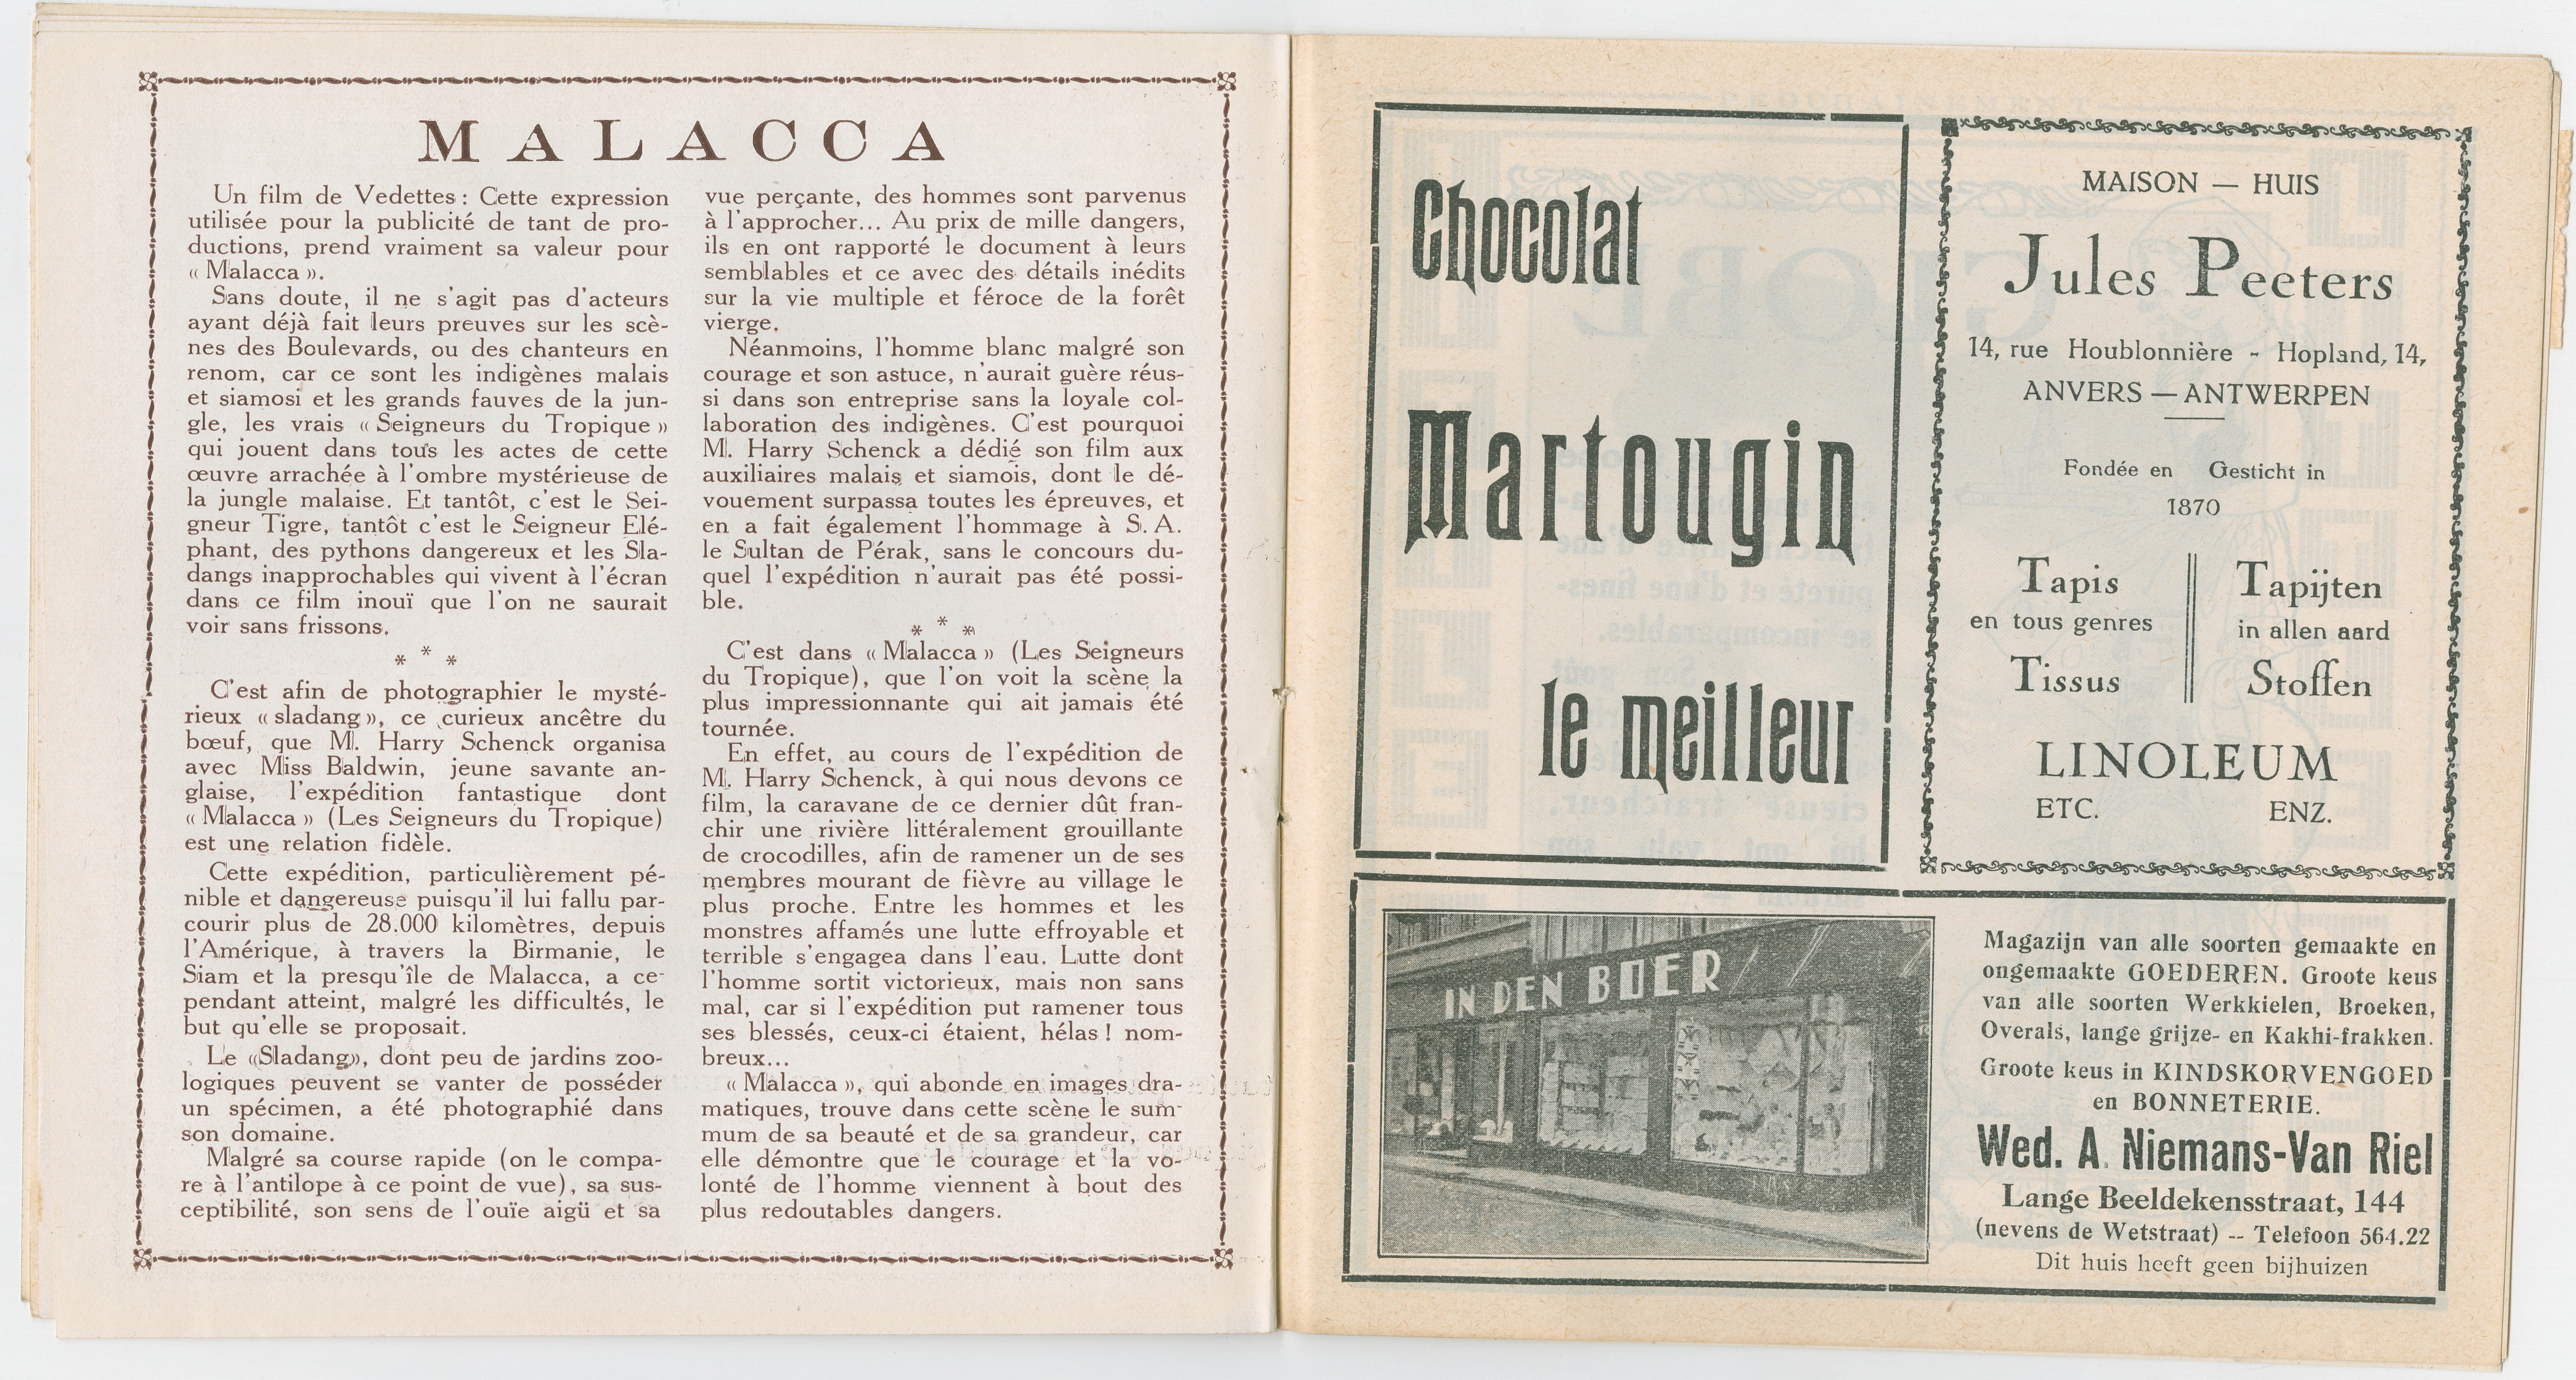 MALACCA
Un film de Vedettes : Cette expression
utilisée pour la publicité de tant de pro-
ductions, prend vraiment sa valeur pour
« Malacca ».
Sans doute, il ne s'agit pas d'acteurs
ayant déjà fait leurs preuves sur les scè-
nes des Boulevards, ou des chanteurs en
renom, car ce sont les indigènes malais
et siamosi et les grands fauves de la jun-
gle, les vrais « Seigneurs du Tropique »
qui jouent dans tous les actes de cette
œuvre arrachée à l'ombre mystérieuse de
la jungle malaise. Et tantôt, c'est le Sei-
gneur Tigre, tantôt c'est le Seigneur Elé-
phant, des pythons dangereux et les Sla-
dangs inapprochables qui vivent à l'écran
dans ce film inouï que l'on ne saurait
voir sans frissons.
* * *
C'est afin de photographier le mysté-
rieux « sladang », ce curieux ancêtre du
bœuf, que M. Harry Schenck organisa
avec Miss Baldwin, jeune savante an-
glaise, l'expédition fantastique dont
« Malacca » (Les Seigneurs du Tropique)
est une relation fidèle.
Cette expédition, particulièrement pé-
nible et dangereuse puisqu'il lui fallu par-
courir plus de 28.000 kilomètres, depuis
l'Amérique, à travers la Birmanie, le
Siam et la presqu'île de Malacca, a ce-
pendant atteint, malgré les difficultés, le
but qu'elle se proposait.
Le «Sladang», dont peu de jardins zoo-
logiques peuvent se vanter de posséder
un spécimen, a été photographié dans
son domaine.
Malgré sa course rapide (on le compa-
re à l'antilope à ce point de vue), sa sus-
ceptibilité, son sens de l'ouïe aigü et sa
vue perçante, des hommes sont parvenus
à l'approcher... Au prix de mille dangers,
ils en ont rapporté le document à leurs
semblables et ce avec des détails inédits
sur la vie multiple et féroce de la forêt
vierge.
Néanmoins, l'homme blanc malgré son
courage et son astuce, n'aurait guère réus-
si dans son entreprise sans la loyale col-
laboration des indigènes. C'est pourquoi
M. Harry Schenck a dédié son film aux
auxiliaires malais et siamois, dont le dé-
vouement surpassa toutes les épreuves, et
en a fait également l'hommage à S. A.
le Sultan de Pérak, sans le concours du-
quel l'expédition n'aurait pas été possi-
ble.
* * *
C'est dans « Malacca » (Les Seigneurs
du Tropique), que l'on voit la scène la
plus impressionnante qui ait jamais été
tournée.
En effet, au cours de l'expédition de
M. Harry Schenck, à qui nous devons ce
film, la caravane de ce dernier dût fran-
chir une rivière littéralement grouillante
de crocodilles, afin de ramener un de ses
membres mourant de fièvre au village le
plus proche. Entre les hommes et les
monstres affamés une lutte effroyable et
terrible s'engagea dans l'eau. Lutte dont
l'homme sortit victorieux, mais non sans
mal, car si l'expédition put ramener tous
ses blessés, ceux-ci étaient, hélas ! nom-
breux...
« Malacca », qui abonde en images dra-
matiques, trouve dans cette scène le sum-
mum de sa beauté et de sa grandeur, car
elle démontre que le courage et la vo-
lonté de l'homme viennent à bout des
plus redoutables dangers.
Chocolat
Martougin
le meilleur
MAISON — HUIS
Jules Peeters
14, rue Houblonnière - Hopland, 14,
ANVERS — ANTWERPEN
Fondée en Gesticht in
1870
Tapis Tapijten
en tous genres in allen aard
Tissus Stoffen
LINOLEUM
ETC. ENZ.
IN DEN BOER
Magazijn van alle soorten gemaakte en
ongemaakte GOEDEREN. Groote keus
van alle soorten Werkkielen, Broeken,
Overals, lange grijze- en Kakhi-frakken.
Groote keus in KINDSKORVENGOED
en BONNETERIE.
Wed. A. Niemans-Van Riel
Lange Beeldekensstraat, 144
(nevens de Wetstraat) -- Telefoon 564.22
Dit huis heeft geen bijhuizen